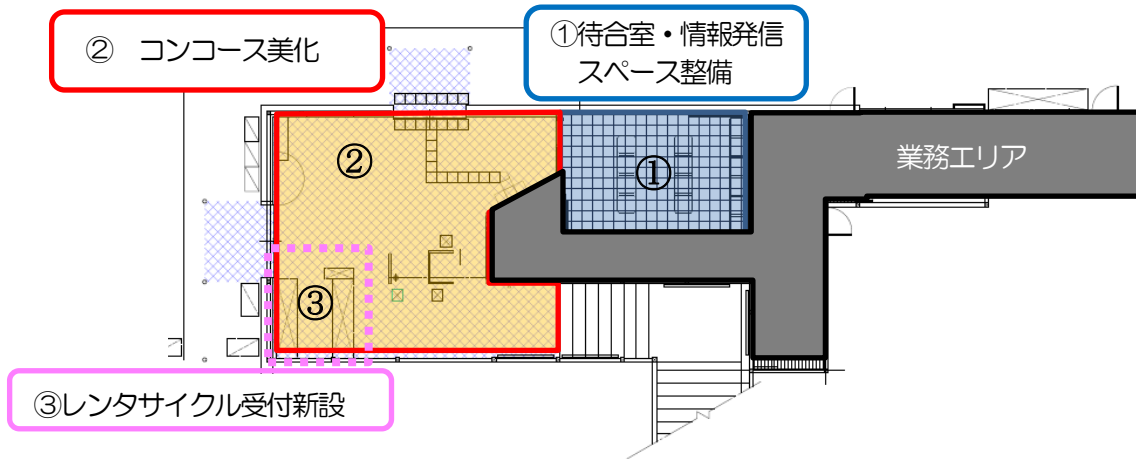 ② コンコース美化
①待合室・情報発信
スペース整備
業務エリア
②
①
③
③レンタサイクル受付新設